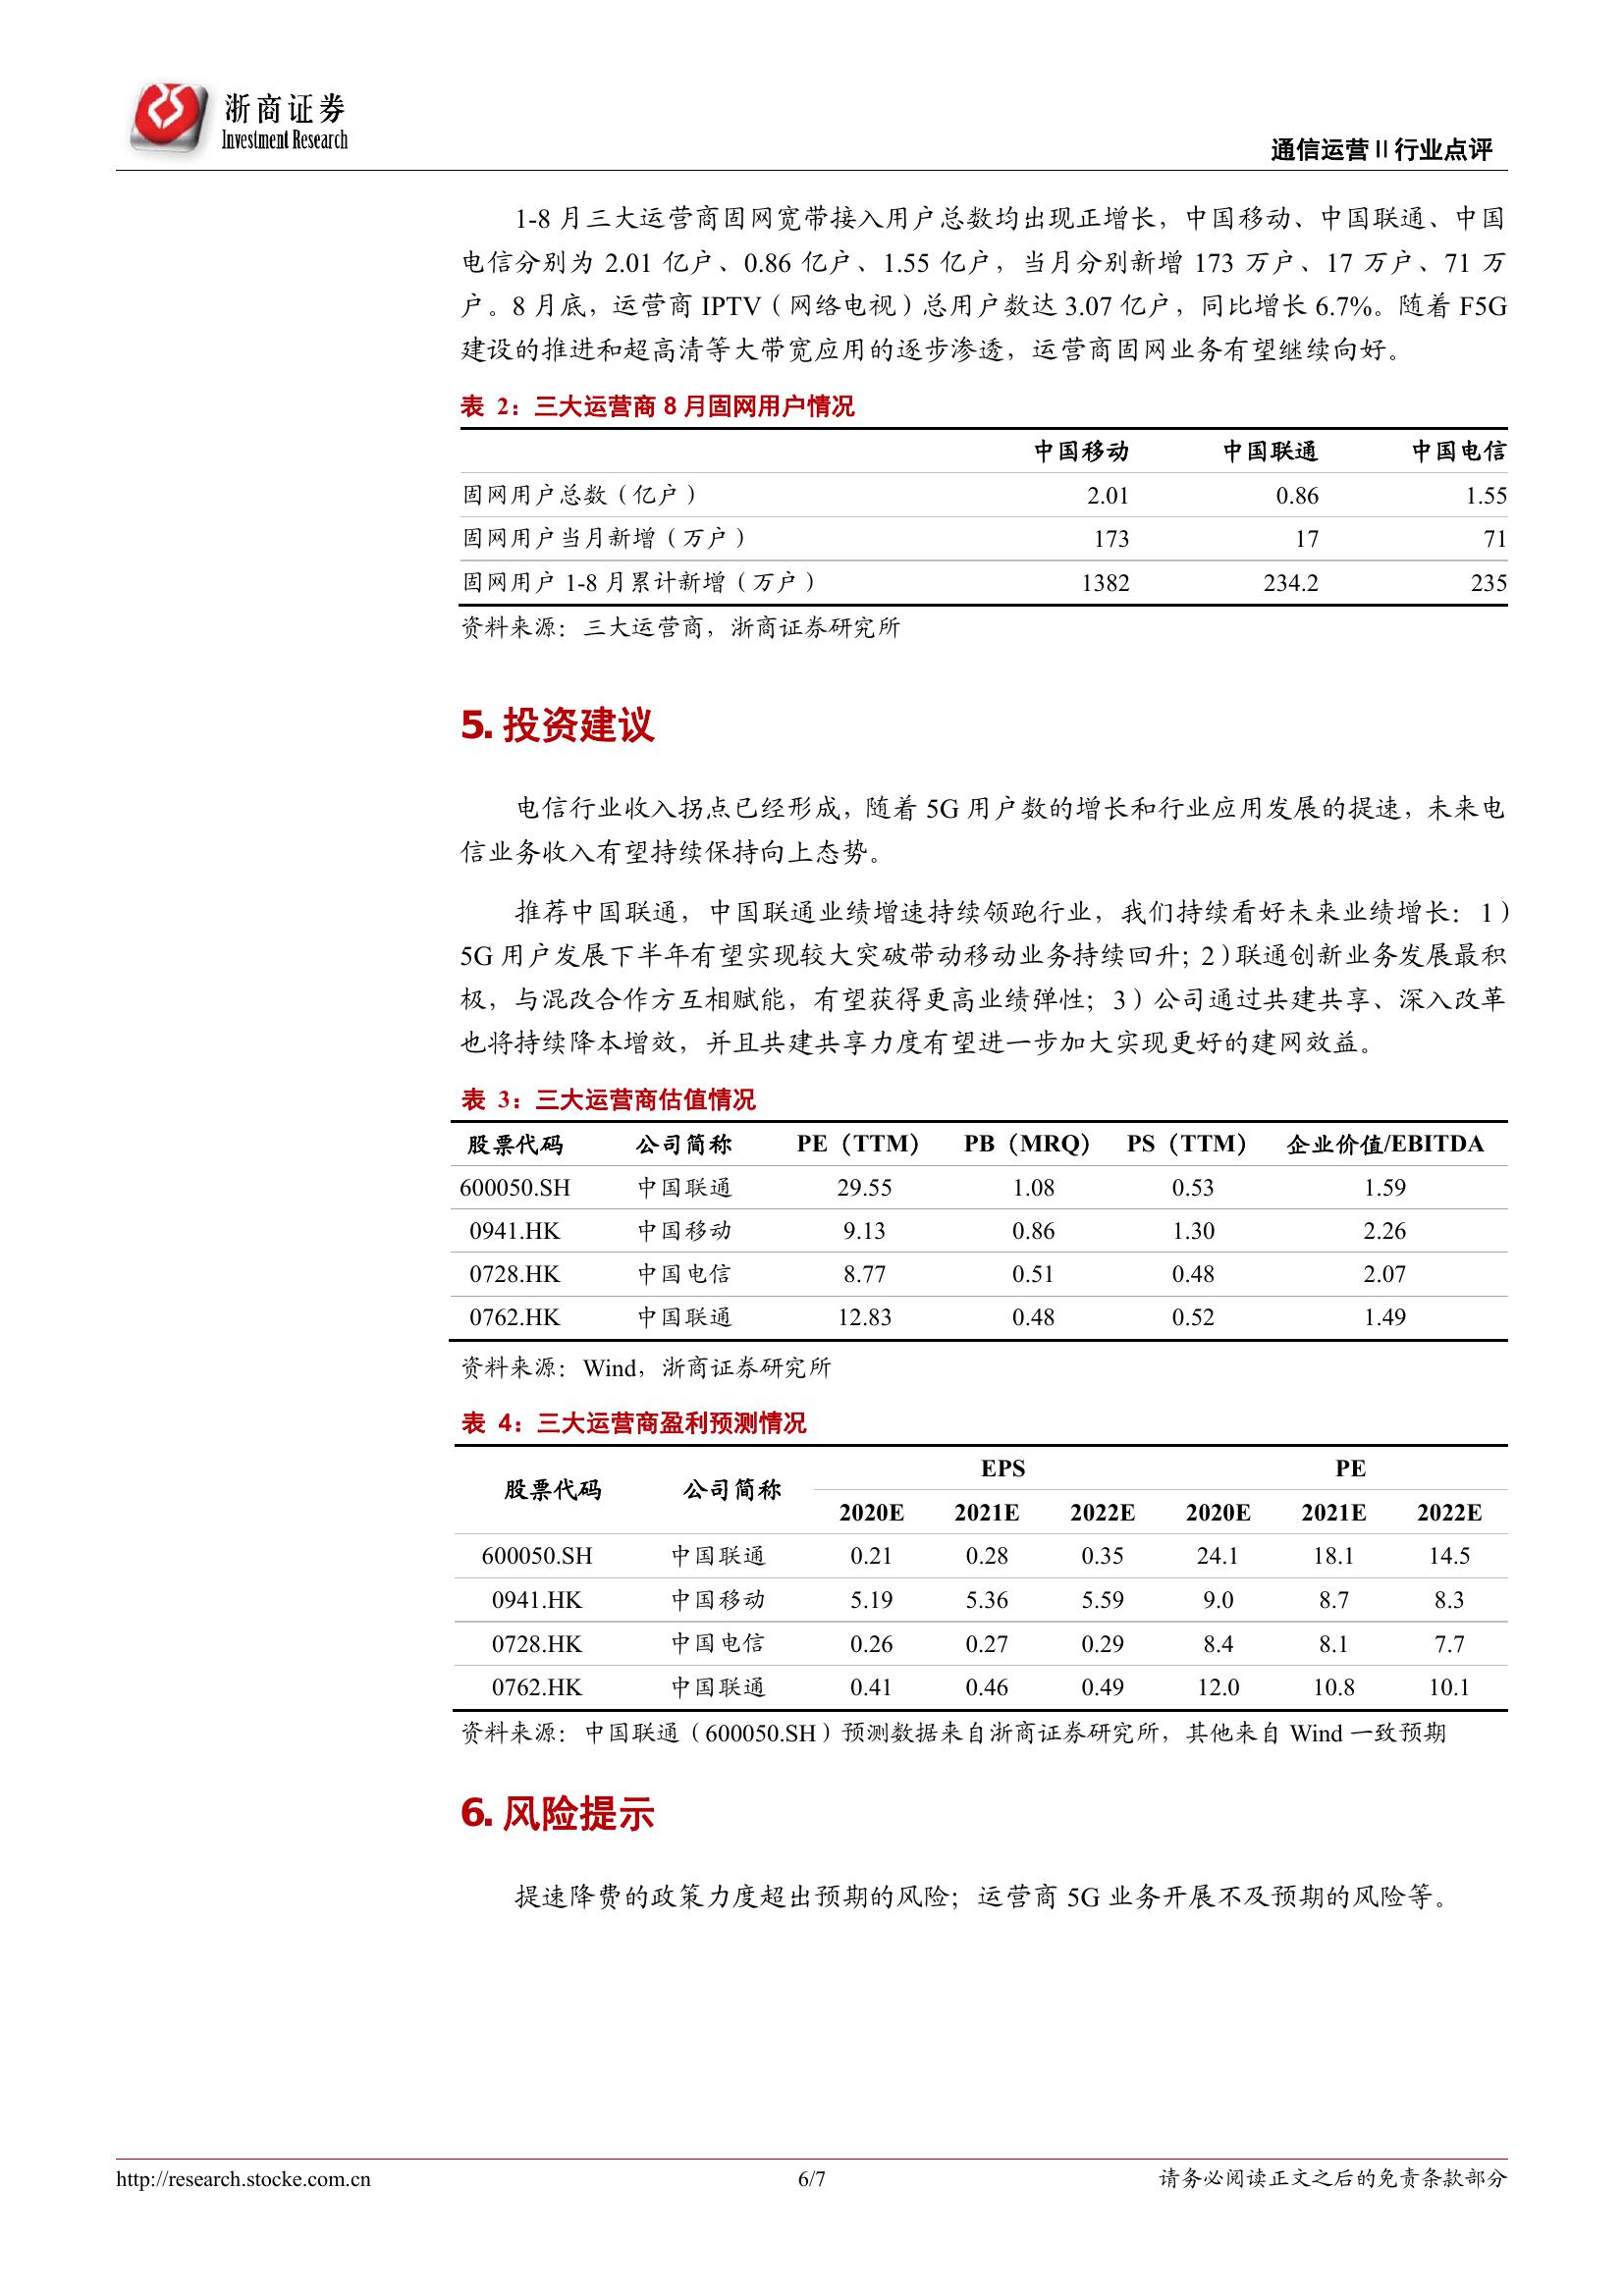 浙商证券
Investment Research
通信运营Ⅱ行业点评
1-8 月三大运营商固网宽带接入用户总数均出现正增长，中国移动、中国联通、中国
电信分别为 2.01 亿户、0.86 亿户、1.55 亿户，当月分别新增 173 万户、17 万户、71 万
户。8 月底，运营商 IPTV（网络电视）总用户数达 3.07 亿户，同比增长 6.7%。随着 F5G
建设的推进和超高清等大带宽应用的逐步渗透，运营商固网业务有望继续向好。
表 2：三大运营商 8 月固网用户情况
中国移动 中国联通 中国电信
固网用户总数（亿户） 2.01 0.86 1.55
固网用户当月新增（万户） 173 17 71
固网用户 1-8 月累计新增（万户） 1382 234.2 235
资料来源：三大运营商，浙商证券研究所
5. 投资建议
电信行业收入拐点已经形成，随着 5G 用户数的增长和行业应用发展的提速，未来电
信业务收入有望持续保持向上态势。
推荐中国联通，中国联通业绩增速持续领跑行业，我们持续看好未来业绩增长：1）
5G 用户发展下半年有望实现较大突破带动移动业务持续回升；2）联通创新业务发展最积
极，与混改合作方互相赋能，有望获得更高业绩弹性；3）公司通过共建共享、深入改革
也将持续降本增效，并且共建共享力度有望进一步加大实现更好的建网效益。
表 3：三大运营商估值情况
股票代码 公司简称 PE（TTM） PB（MRQ） PS（TTM） 企业价值/EBITDA
600050.SH 中国联通 29.55 1.08 0.53 1.59
0941.HK 中国移动 9.13 0.86 1.30 2.26
0728.HK 中国电信 8.77 0.51 0.48 2.07
0762.HK 中国联通 12.83 0.48 0.52 1.49
资料来源：Wind，浙商证券研究所
表 4：三大运营商盈利预测情况
股票代码 公司简称 EPS PE
2020E 2021E 2022E 2020E 2021E 2022E
600050.SH 中国联通 0.21 0.28 0.35 24.1 18.1 14.5
0941.HK 中国移动 5.19 5.36 5.59 9.0 8.7 8.3
0728.HK 中国电信 0.26 0.27 0.29 8.4 8.1 7.7
0762.HK 中国联通 0.41 0.46 0.49 12.0 10.8 10.1
资料来源：中国联通（600050.SH）预测数据来自浙商证券研究所，其他来自 Wind 一致预期
6. 风险提示
提速降费的政策力度超出预期的风险；运营商 5G 业务开展不及预期的风险等。
http://research.stocke.com.cn 6/7 请务必阅读正文之后的免责条款部分